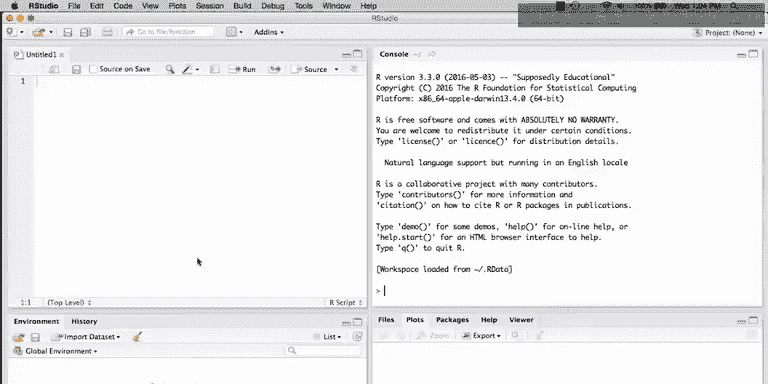 RStudio File Edit Code View Plots Session Build Debug Tools Window Help 100% Wed 1:04 PM
RStudio
Go to file/function Addins Project: (None)
Untitled1 Console ~/
Source on Save Run Source
1
R version 3.3.0 (2016-05-03) -- "Supposedly Educational"
Copyright (C) 2016 The R Foundation for Statistical Computing
Platform: x86_64-apple-darwin13.4.0 (64-bit)
R is free software and comes with ABSOLUTELY NO WARRANTY.
You are welcome to redistribute it under certain conditions.
Type 'license()' or 'licence()' for distribution details.
Natural language support but running in an English locale
R is a collaborative project with many contributors.
Type 'contributors()' for more information and
'citation()' on how to cite R or R packages in publications.
Type 'demo()' for some demos, 'help()' for on-line help, or
'help.start()' for an HTML browser interface to help.
Type 'q()' to quit R.
[Workspace loaded from ~/.RData]
>
1:1 (Top Level) R Script
Environment History Files Plots Packages Help Viewer
Import Dataset List Zoom Export
Global Environment